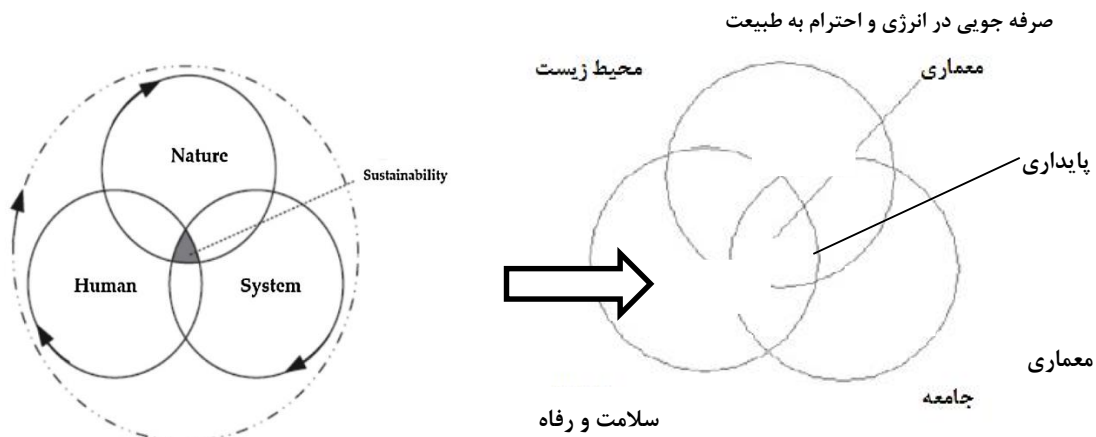 صرفه جویی در انرژی و احترام به طبیعت
محیط زیست
معماری
Nature
Sustainability
پایداری
Human
System
معماری
جامعه
سلامت و رفاه